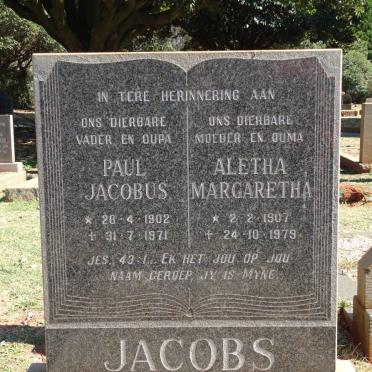 IN TERE HERINNERING AAN
ONS DIERBARE
VADER EN OUPA
PAUL
JACOBUS
* 28-4-1902
+ 31-7-1971
ONS DIERBARE
MOEDER EN OUMA
ALETHA
MARGARETHA
* 2-2-1907
+ 24-10-1979
JES. 43:1.. EK HET JOU OP JOU
NAAM GEROEP, JY IS MYNE.
JACOBS